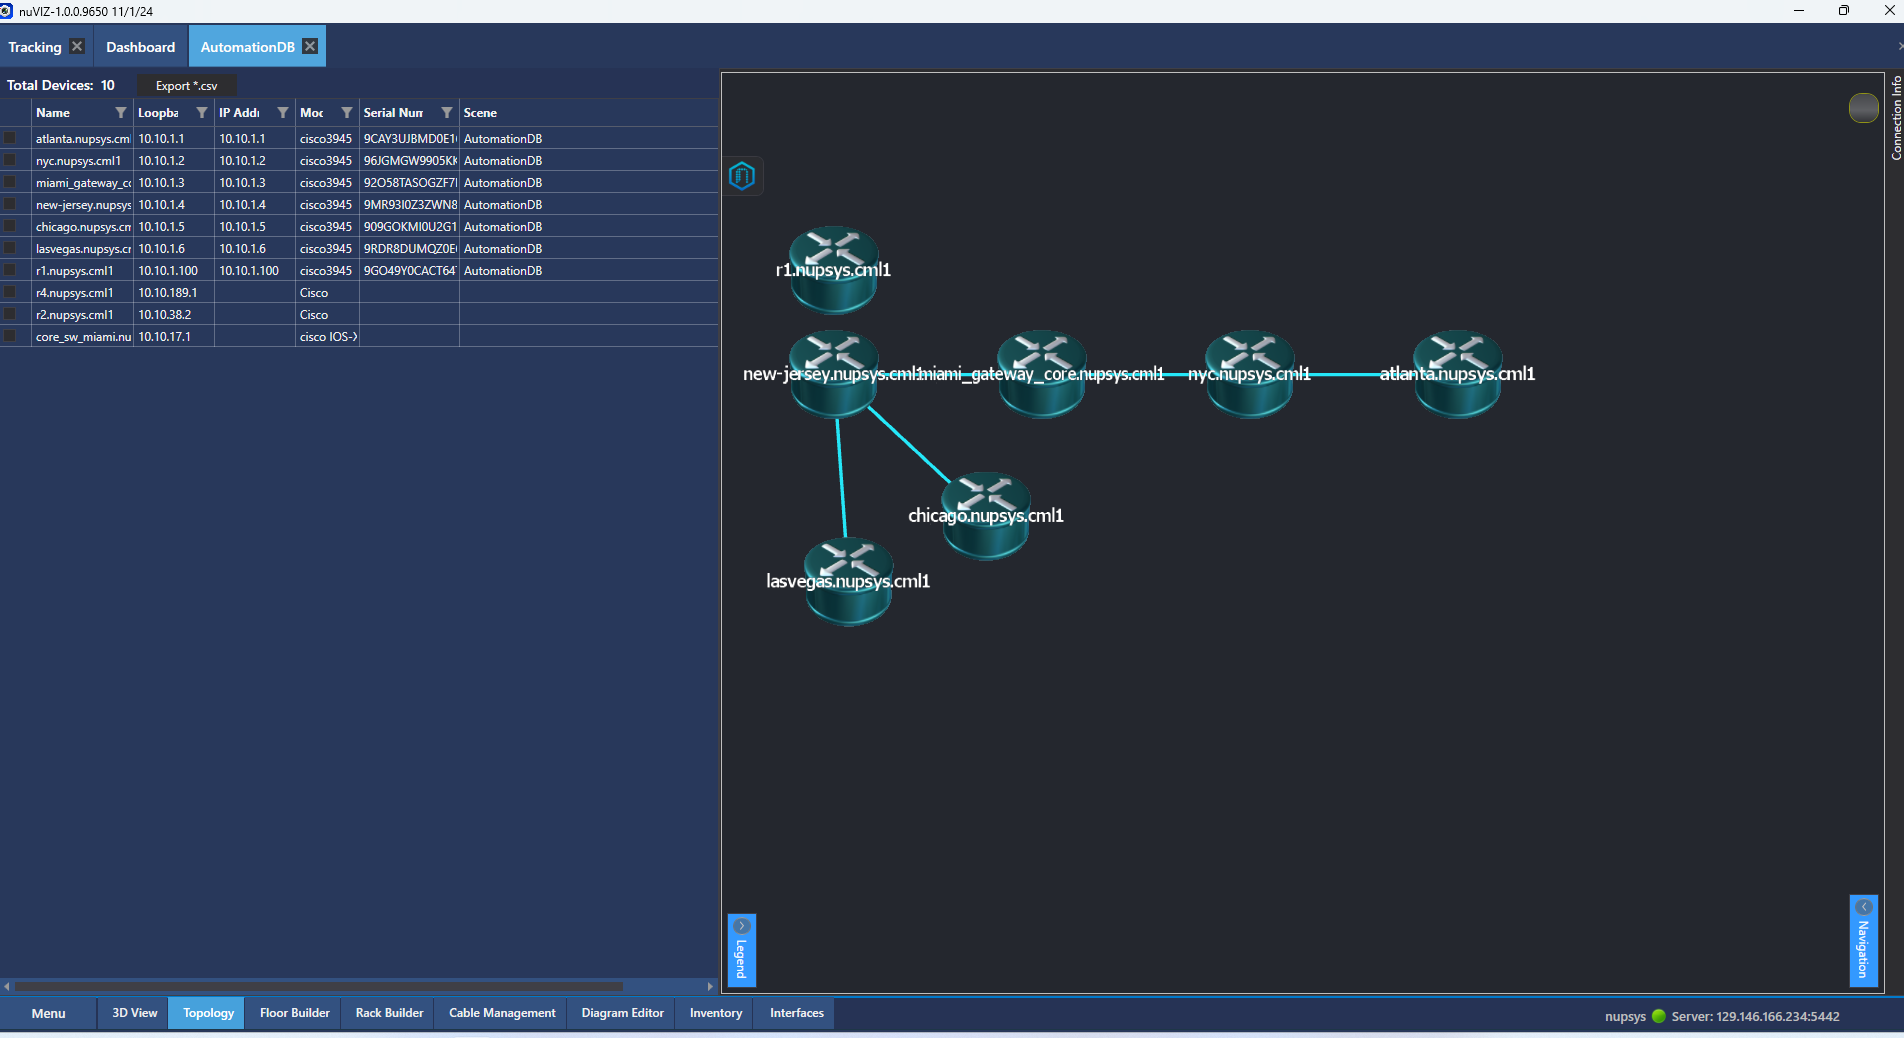 nuVIZ-1.0.0.9650 11/1/24
Tracking Dashboard AutomationDB
Total Devices: 10 Export *.csv
Name Loopba IP Addr Moc Serial Num Scene
atlanta.nupsys.cml 10.10.1.1 10.10.1.1 cisco3945 9CAY3UJBMD0E1 AutomationDB
nyc.nupsys.cml1 10.10.1.2 10.10.1.2 cisco3945 96JGMGW9905KK AutomationDB
miami_gateway_cc 10.10.1.3 10.10.1.3 cisco3945 92O58TASOGZF7 AutomationDB
new-jersey.nupsys 10.10.1.4 10.10.1.4 cisco3945 9MR93I0Z3ZWN8 AutomationDB
chicago.nupsys.cm 10.10.1.5 10.10.1.5 cisco3945 909GOKMI0U2G1 AutomationDB
lasvegas.nupsys.cr 10.10.1.6 10.10.1.6 cisco3945 9RDR8DUMQZ0E AutomationDB
r1.nupsys.cml1 10.10.1.100 10.10.1.100 cisco3945 9GO49Y0CACT64 AutomationDB
r4.nupsys.cml1 10.10.189.1 Cisco
r2.nupsys.cml1 10.10.38.2 Cisco
core_sw_miami.nu 10.10.17.1 cisco IOS-X
r1.nupsys.cml1
new-jersey.nupsys.cml1 miami_gateway_core.nupsys.cml1 nyc.nupsys.cml1 atlanta.nupsys.cml1
chicago.nupsys.cml1
lasvegas.nupsys.cml1
Connection Info
Legend
Navigation
Menu 3D View Topology Floor Builder Rack Builder Cable Management Diagram Editor Inventory Interfaces
nupsys Server: 129.146.166.234:5442